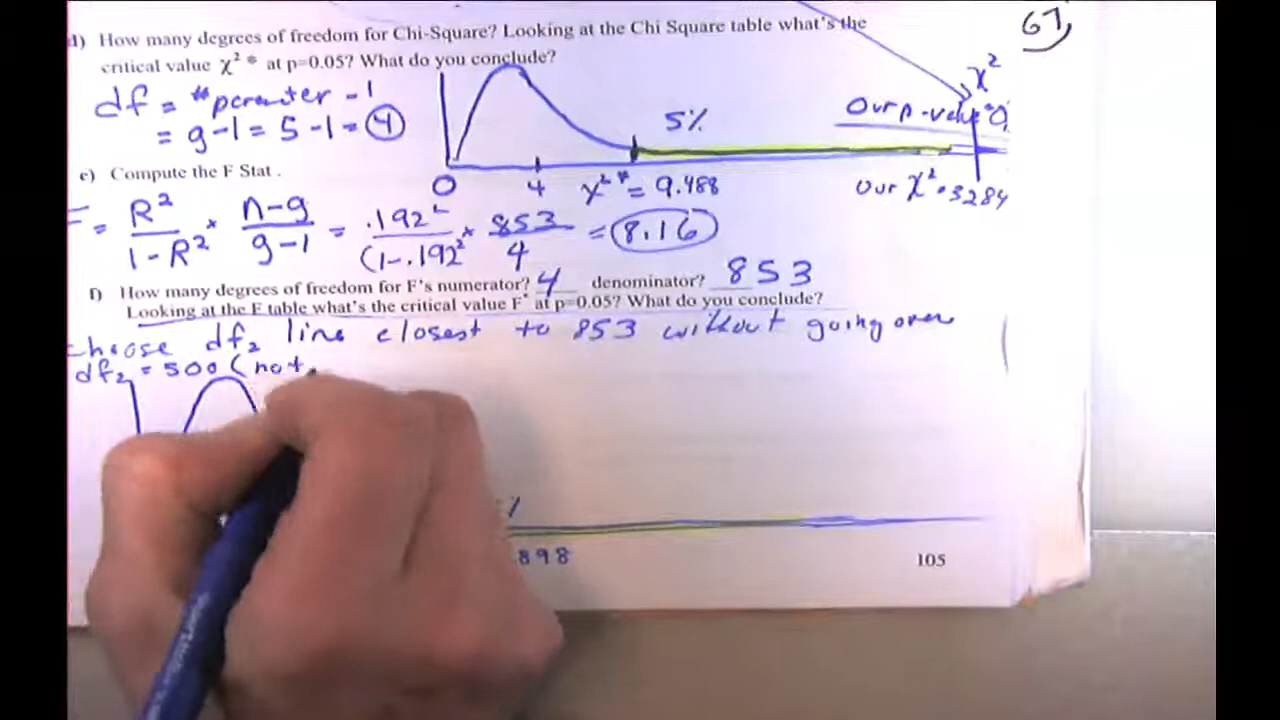 d) How many degrees of freedom for Chi-Square? Looking at the Chi Square table what's the
critical value χ² * at p=0.05? What do you conclude?
67
df = # parameter - 1
= g-1 = 5-1 = 4
5%
χ²
Our p-value = 0
0
4
χ²* = 9.488
Our χ² = 3284
e) Compute the F Stat .
F = R² / 1-R² * n-g / g-1 = .192² / (1-.192² * 853 / 4 = 8.16
f) How many degrees of freedom for F's numerator? 4 denominator? 853
Looking at the F table what's the critical value F* at p=0.05? What do you conclude?
choose df₂ line closest to 853 without going over
df₂ = 500 (not
%
898
105